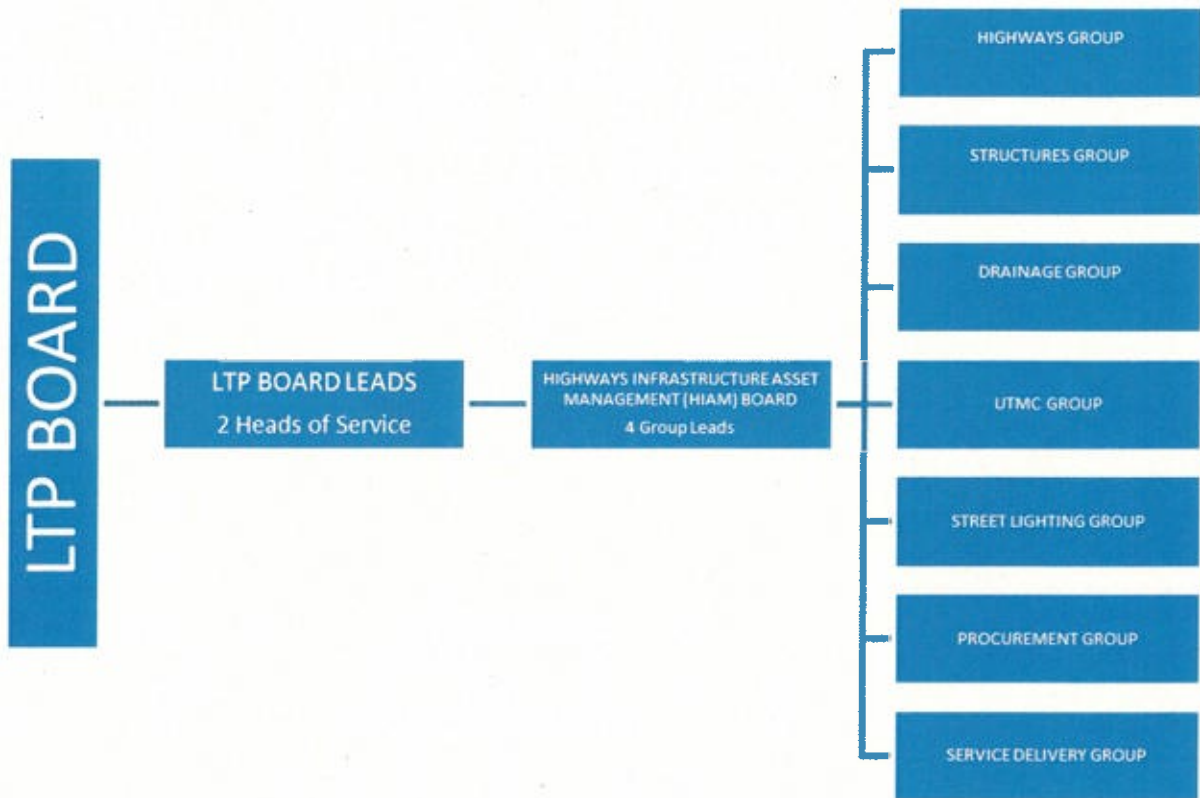 LTP BOARD
LTP BOARD LEADS
2 Heads of Service
HIGHWAYS INFRASTRUCTURE ASSET
MANAGEMENT (HIAM) BOARD
4 Group Leads
HIGHWAYS GROUP
STRUCTURES GROUP
DRAINAGE GROUP
UTMC GROUP
STREET LIGHTING GROUP
PROCUREMENT GROUP
SERVICE DELIVERY GROUP